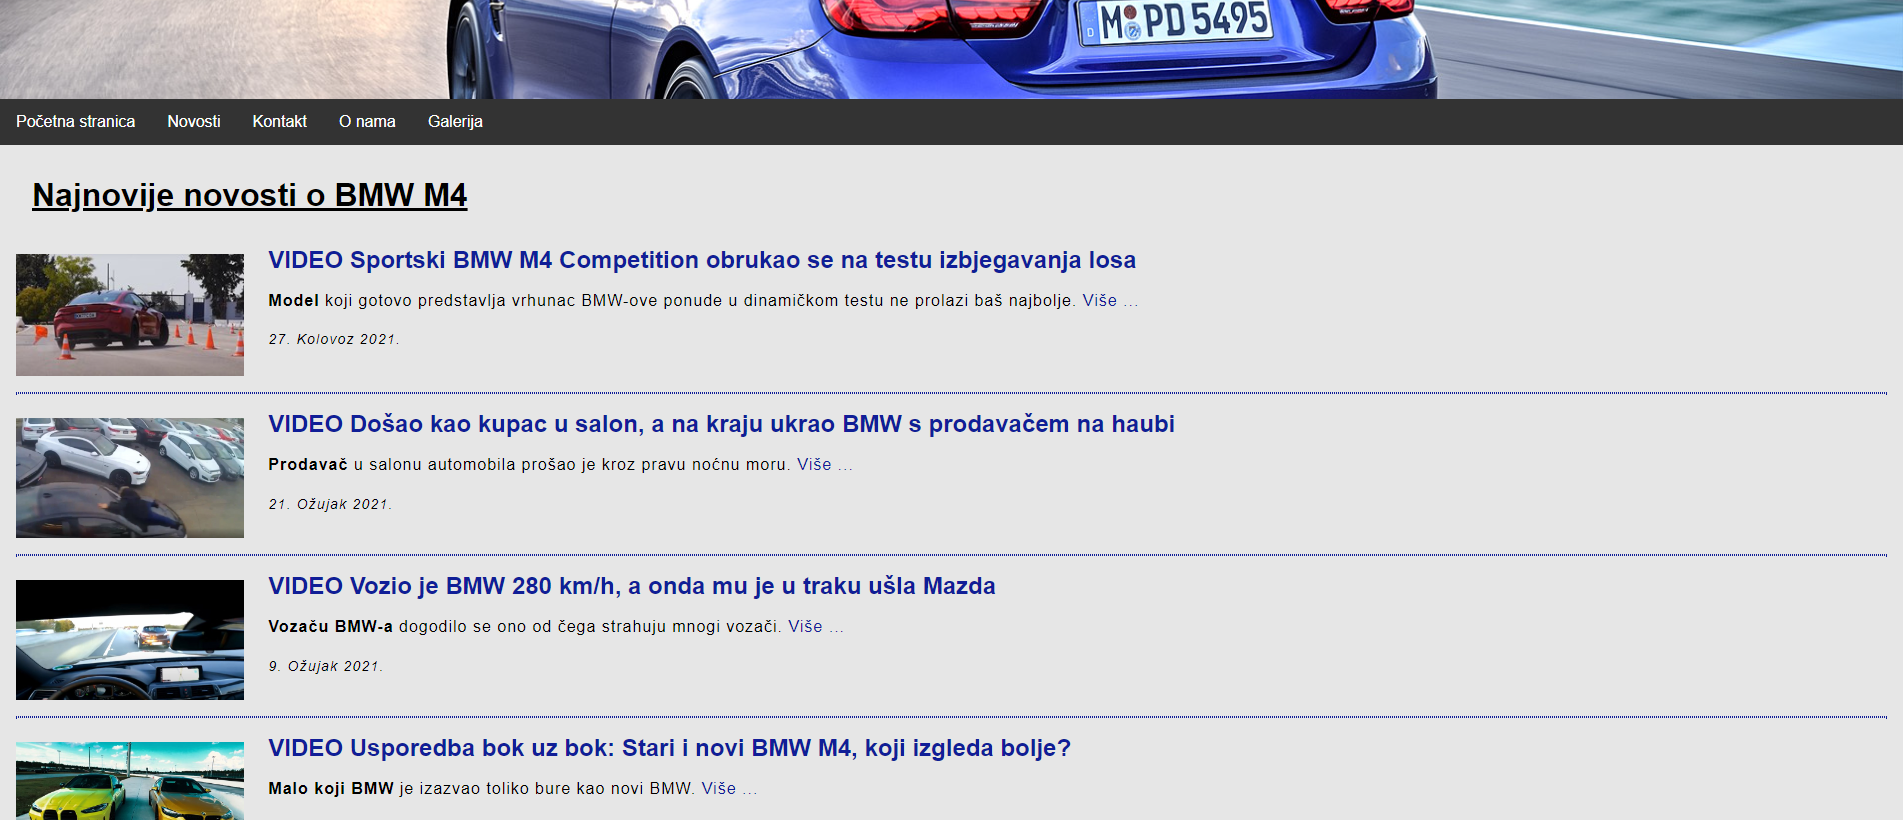 M PD 5495
D
Početna stranica Novosti Kontakt O nama Galerija
Najnovije novosti o BMW M4
VIDEO Sportski BMW M4 Competition obrukao se na testu izbjegavanja losa
Model koji gotovo predstavlja vrhunac BMW-ove ponude u dinamičkom testu ne prolazi baš najbolje. Više ...
27. Kolovoz 2021.
VIDEO Došao kao kupac u salon, a na kraju ukrao BMW s prodavačem na haubi
Prodavač u salonu automobila prošao je kroz pravu noćnu moru. Više ...
21. Ožujak 2021.
VIDEO Vozio je BMW 280 km/h, a onda mu je u traku ušla Mazda
Vozaču BMW-a dogodilo se ono od čega strahuju mnogi vozači. Više ...
9. Ožujak 2021.
VIDEO Usporedba bok uz bok: Stari i novi BMW M4, koji izgleda bolje?
Malo koji BMW je izazvao toliko bure kao novi BMW. Više ...